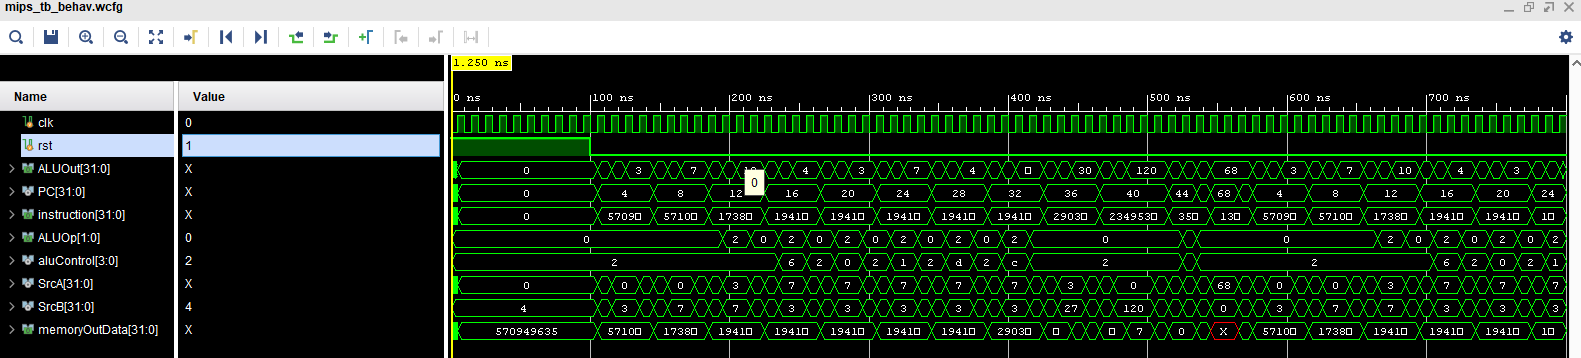 mips_tb_behav.wcfg
1.250 ns
Name Value
0 ns 100 ns 200 ns 300 ns 400 ns 500 ns 600 ns 700 ns
clk 0
rst 1
ALUOut[31:0] X 0 3 7 4 3 7 4 30 120 68 3 7 10 4 3
0
PC[31:0] X 0 4 8 12 16 20 24 28 32 36 40 44 68 4 8 12 16 20 24
instruction[31:0] X 0 5709 5710 1738 1941 1941 1941 1941 1941 2903 234953 35 13 5709 5710 1738 1941 1941 1
ALUOp[1:0] 0 0 2 0 2 0 2 0 2 0 2 0 0 2 0 2 0 2 0 2
aluControl[3:0] 2 2 6 2 0 2 1 2 d 2 c 2 2 6 2 0 2 1
SrcA[31:0] X 0 0 0 0 3 7 7 7 7 7 3 0 68 0 0 3 7 7 7
SrcB[31:0] 4 4 3 7 7 3 3 3 3 3 27 120 0 3 7 7 3 3 3
memoryOutData[31:0] X 570949635 5710 1738 1941 1941 1941 1941 1941 2903 7 0 X 5710 1738 1941 1941 1941 1